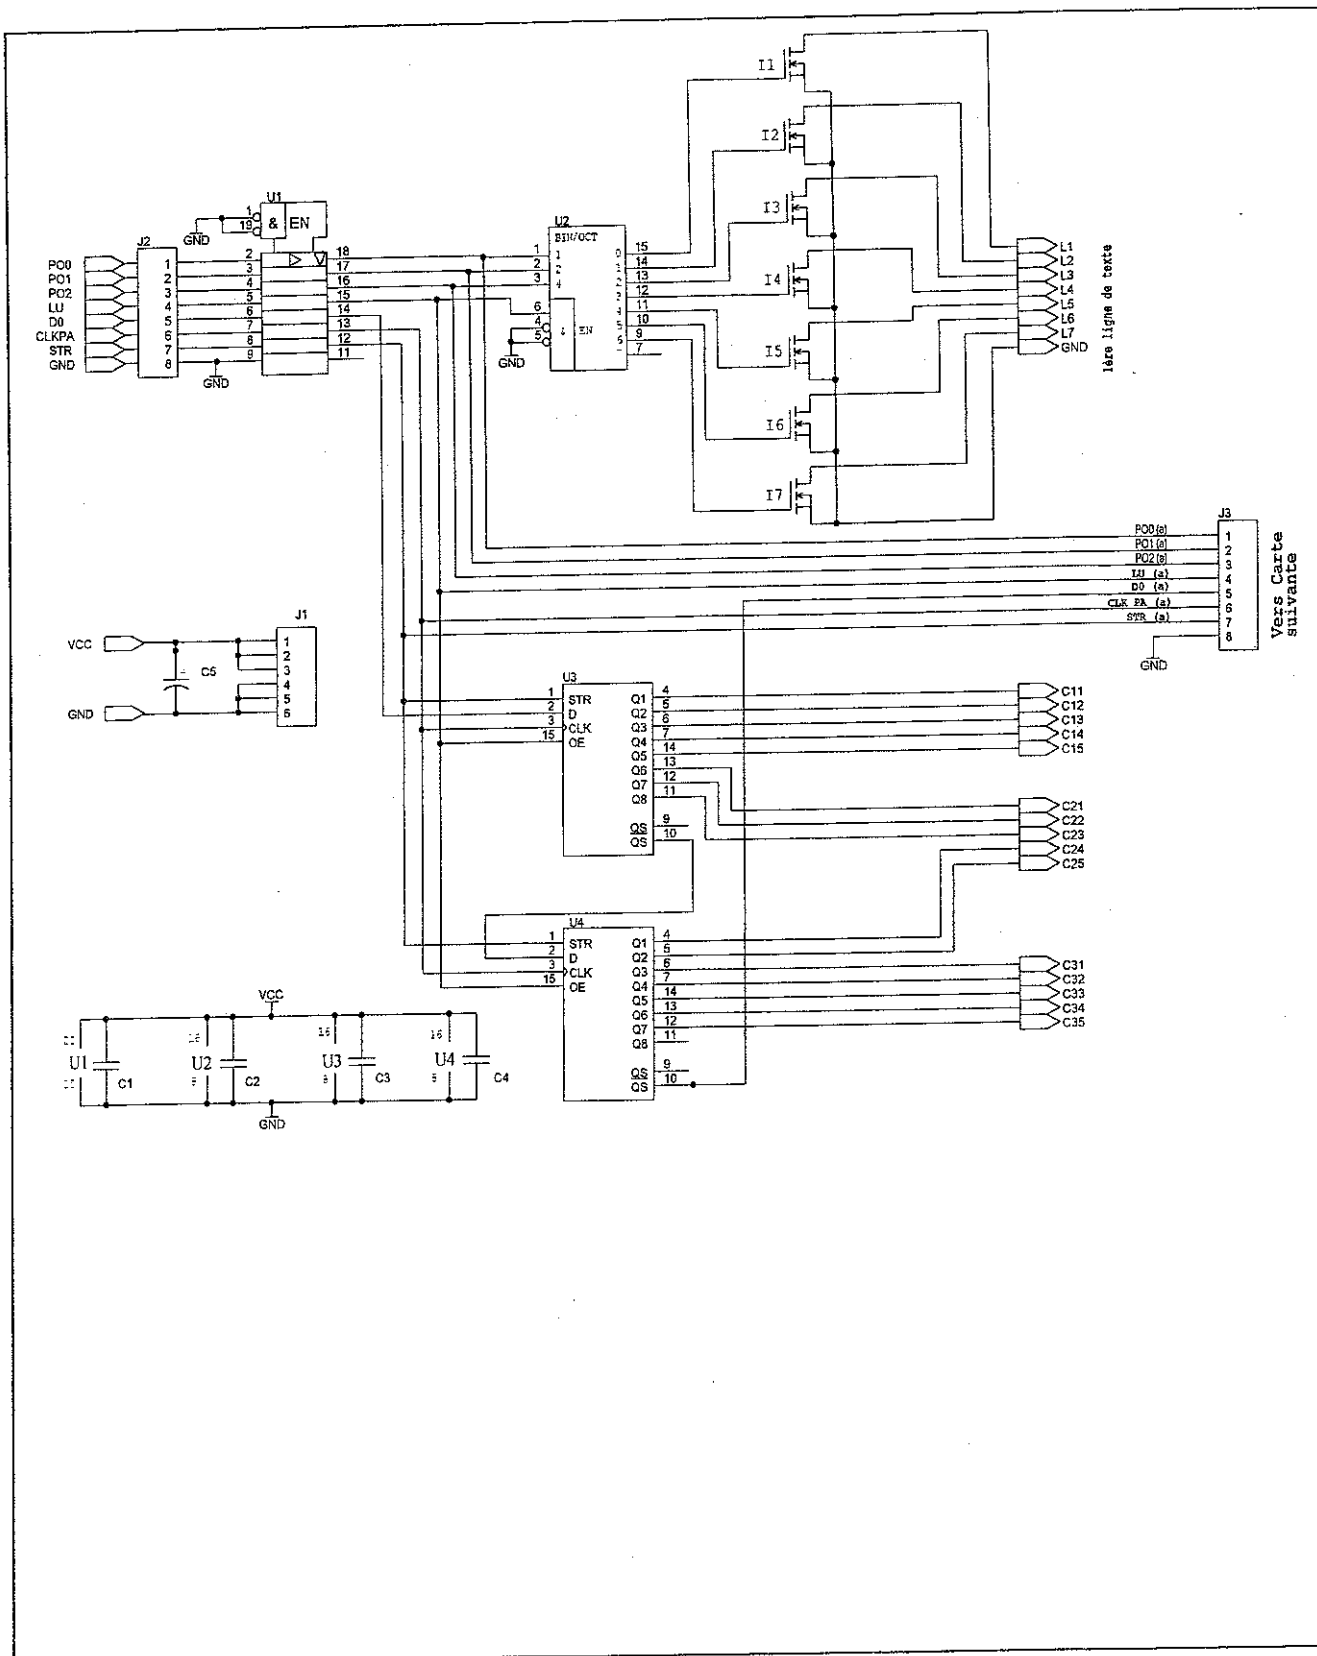 I1
I2
I3
I4
I5
I6
I7
U1
1
19
& EN
GND
J2
PO0
PO1
PO2
LU
D0
CLKPA
STR
GND
1
2
3
4
5
6
7
8
2
3
4
5
6
7
8
9
GND
18
17
16
15
14
13
12
11
U2
BIN/OCT
1
2
3
1
2
4
6
4
5
& EN
GND
0
1
2
3
4
5
6
15
14
13
12
11
10
9
7
L1
L2
L3
L4
L5
L6
L7
GND
1ère ligne de texte
J3
PO0(a) 1
PO1(a) 2
PO2(a) 3
LU (a) 4
D0 (a) 5
CLK PA (a) 6
STR (a) 7
8
GND
Vers Carte
suivante
J1
VCC
GND
C5
1
2
3
4
5
6
U3
1 STR
2 D
3 CLK
15 OE
Q1 4
Q2 5
Q3 6
Q4 7
Q5 14
Q6 13
Q7 12
Q8 11
QS 9
QS 10
C11
C12
C13
C14
C15
C21
C22
C23
C24
C25
U4
1 STR
2 D
3 CLK
15 OE
Q1 4
Q2 5
Q3 6
Q4 7
Q5 14
Q6 13
Q7 12
Q8 11
QS 9
QS 10
C31
C32
C33
C34
C35
VCC
16
16
16
U1
C1
U2
C2
U3
C3
U4
C4
8
8
8
GND